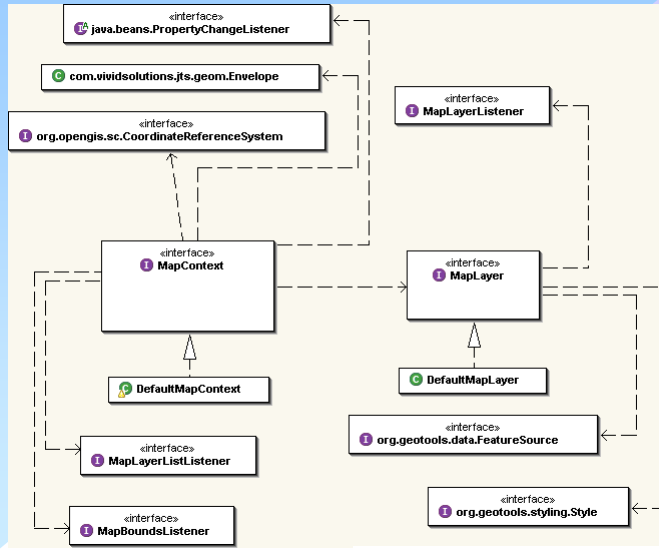 «interface»
java.beans.PropertyChangeListener
com.vividsolutions.jts.geom.Envelope
«interface»
MapLayerListener
«interface»
org.opengis.sc.CoordinateReferenceSystem
«interface»
MapContext
«interface»
MapLayer
DefaultMapContext
DefaultMapLayer
«interface»
org.geotools.data.FeatureSource
«interface»
MapLayerListListener
«interface»
org.geotools.styling.Style
«interface»
MapBoundsListener